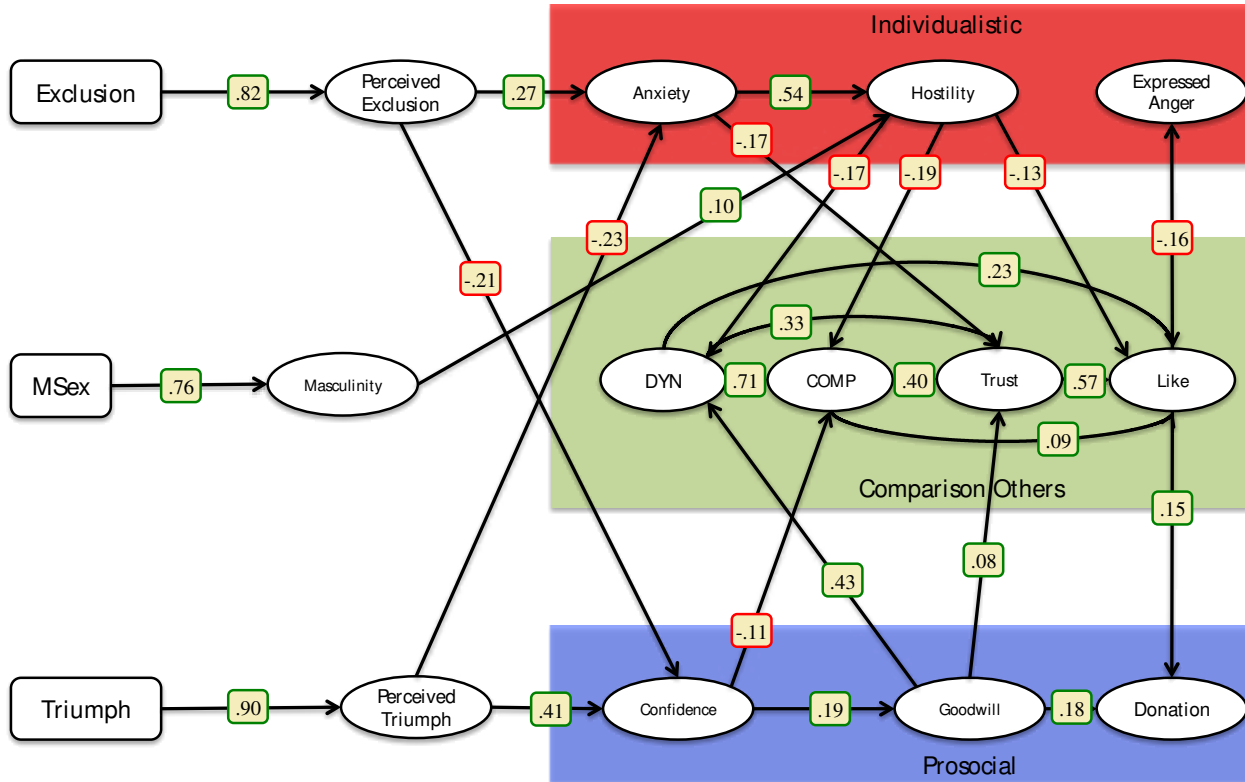 Individualistic
Exclusion
.82
Perceived
Exclusion
.27
Anxiety
.54
Hostility
Expressed
Anger
-.17
-.17
-.19
-.13
.10
-.23
-.16
-.21
.23
.33
MSex
.76
Masculinity
DYN
.71
COMP
.40
Trust
.57
Like
.09
Comparison Others
.15
.08
.43
-.11
Triumph
.90
Perceived
Triumph
.41
Confidence
.19
Goodwill
.18
Donation
Prosocial